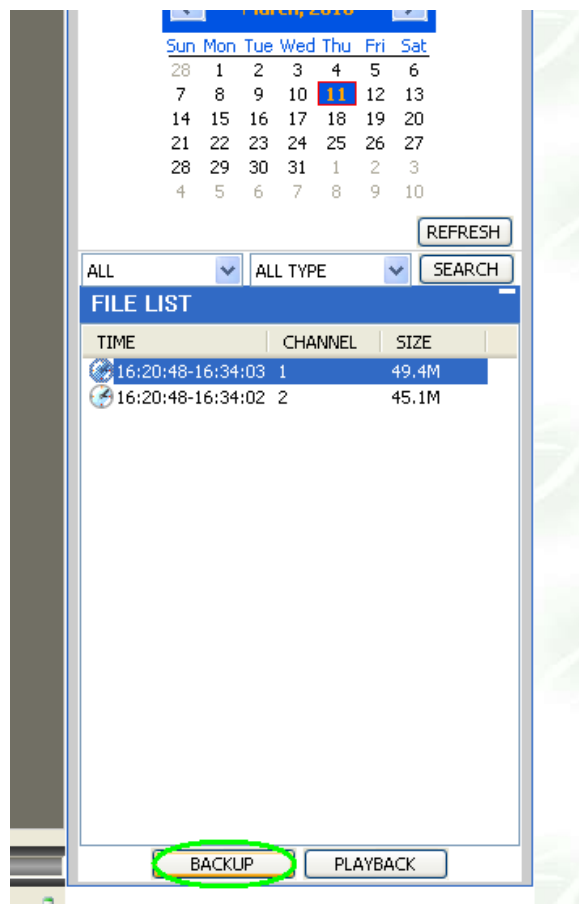 March, 2010
Sun Mon Tue Wed Thu Fri Sat
28 1 2 3 4 5 6
7 8 9 10 11 12 13
14 15 16 17 18 19 20
21 22 23 24 25 26 27
28 29 30 31 1 2 3
4 5 6 7 8 9 10
REFRESH
ALL ALL TYPE SEARCH
FILE LIST
TIME CHANNEL SIZE
16:20:48-16:34:03 1 49.4M
16:20:48-16:34:02 2 45.1M
BACKUP PLAYBACK